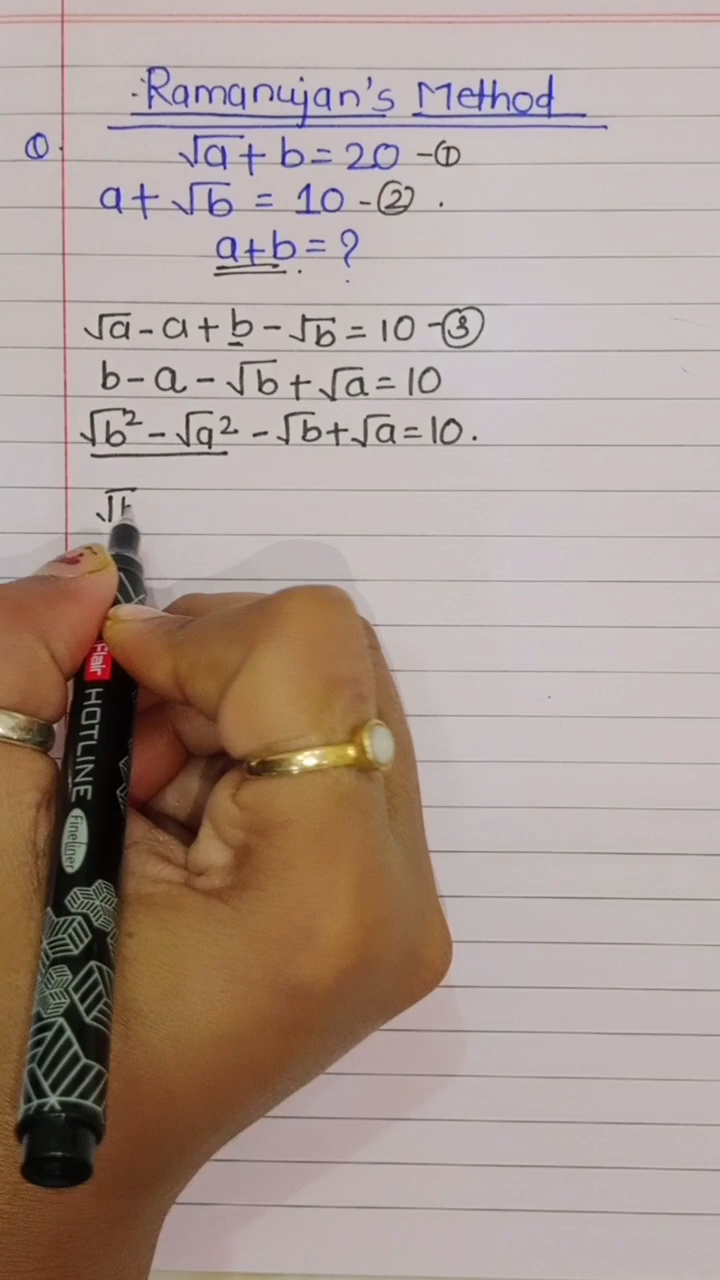 Ramanujan's Method
①. √a + b = 20 -①
a + √b = 10 -② .
a+b = ?
√a - a + b - √b = 10 -③
b - a - √b + √a = 10
√b² - √a² - √b + √a = 10.
√b
Flair
HOTLINE
Fineliner